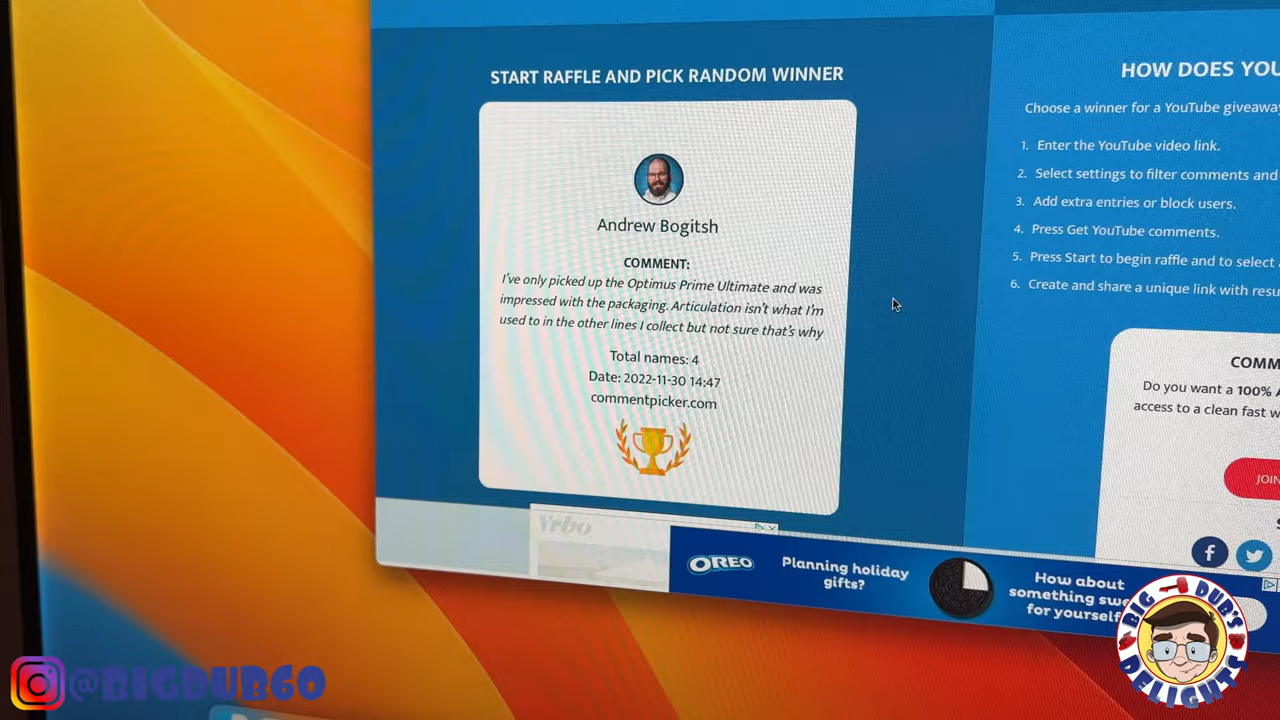 START RAFFLE AND PICK RANDOM WINNER
Andrew Bogitsh
COMMENT:
I've only picked up the Optimus Prime Ultimate and was
impressed with the packaging. Articulation isn't what I'm
used to in the other lines I collect but not sure that's why
Total names: 4
Date: 2022-11-30 14:47
commentpicker.com
HOW DOES YOU
Choose a winner for a YouTube giveaway
1. Enter the YouTube video link.
2. Select settings to filter comments and
3. Add extra entries or block users.
4. Press Get YouTube comments.
5. Press Start to begin raffle and to select
6. Create and share a unique link with resu
COMM
Do you want a 100% A
access to a clean fast w
JOIN
Vrbo
OREO
Planning holiday
gifts?
How about
something swe
for yourself
@BIGDUB60
BIG DUB'S
DELIGHTS